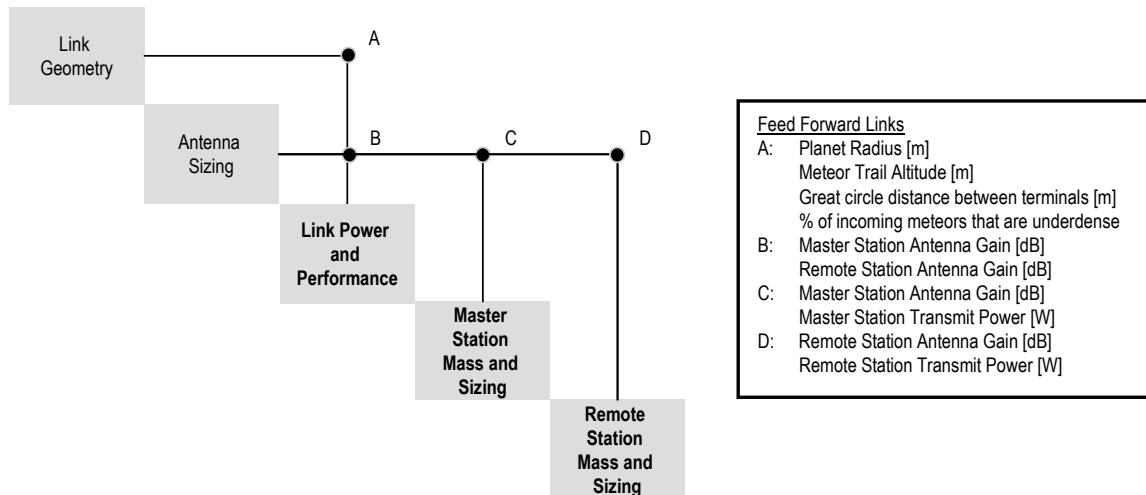 Link
Geometry
A
Antenna
Sizing
B
C
D
Link Power
and
Performance
Master
Station
Mass and
Sizing
Remote
Station
Mass and
Sizing
Feed Forward Links
A: Planet Radius [m]
Meteor Trail Altitude [m]
Great circle distance between terminals [m]
% of incoming meteors that are underdense
B: Master Station Antenna Gain [dB]
Remote Station Antenna Gain [dB]
C: Master Station Antenna Gain [dB]
Master Station Transmit Power [W]
D: Remote Station Antenna Gain [dB]
Remote Station Transmit Power [W]